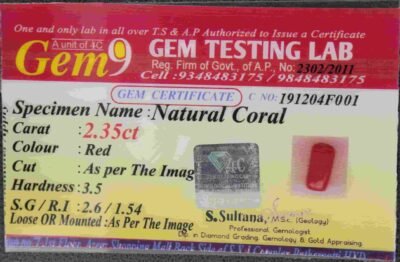 One and only lab in all over T.S & A.P Authorized to Issue a Certificate
A unit of 4C
Gem9
GEM TESTING LAB
Reg. Firm of Govt., of A.P., No: 2302/2011
Cell :9348483175 / 9848483175
GEM CERTIFICATE
C NO: 191204F001
Specimen Name : Natural Coral
Carat : 2.35ct
Colour : Red
Cut : As per The Imag
Hardness : 3.5
S.G / R.I : 2.6 / 1.54
Loose OR Mounted : As Per The Image
4C
S. Sultana, M.Sc. (Geology)
Professional, Gemologist
Dip in Diamond Grading, Gemology & Gold Appraising